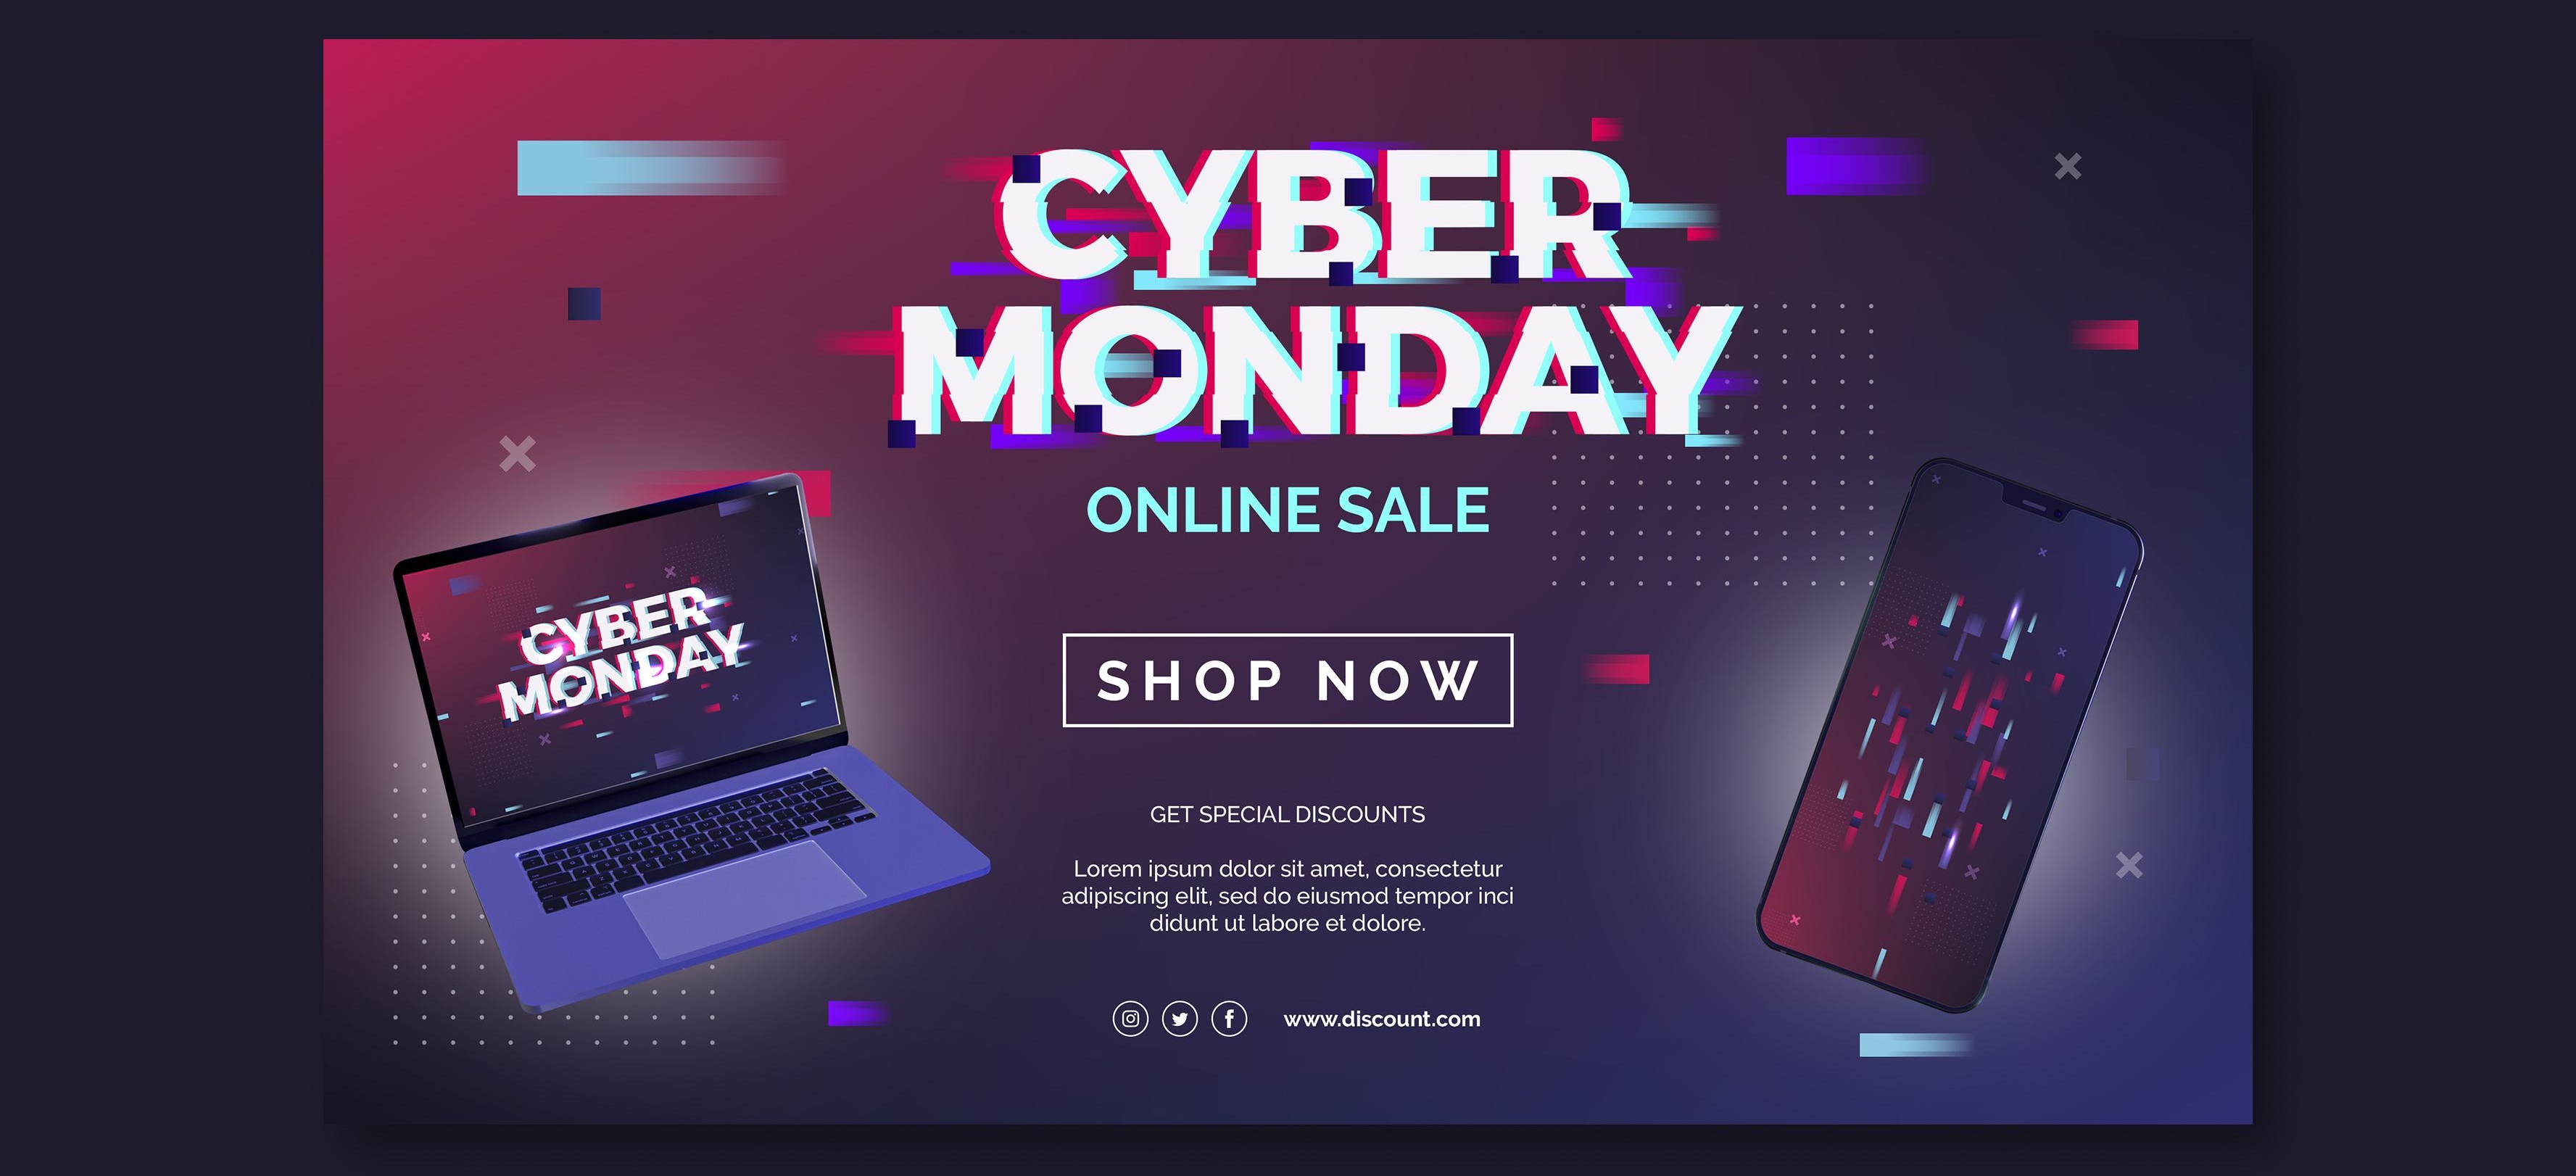 CYBER
MONDAY
ONLINE SALE
CYBER
MONDAY
SHOP NOW
GET SPECIAL DISCOUNTS
Lorem ipsum dolor sit amet, consectetur
adipiscing elit, sed do eiusmod tempor inci
didunt ut labore et dolore.
www.discount.com